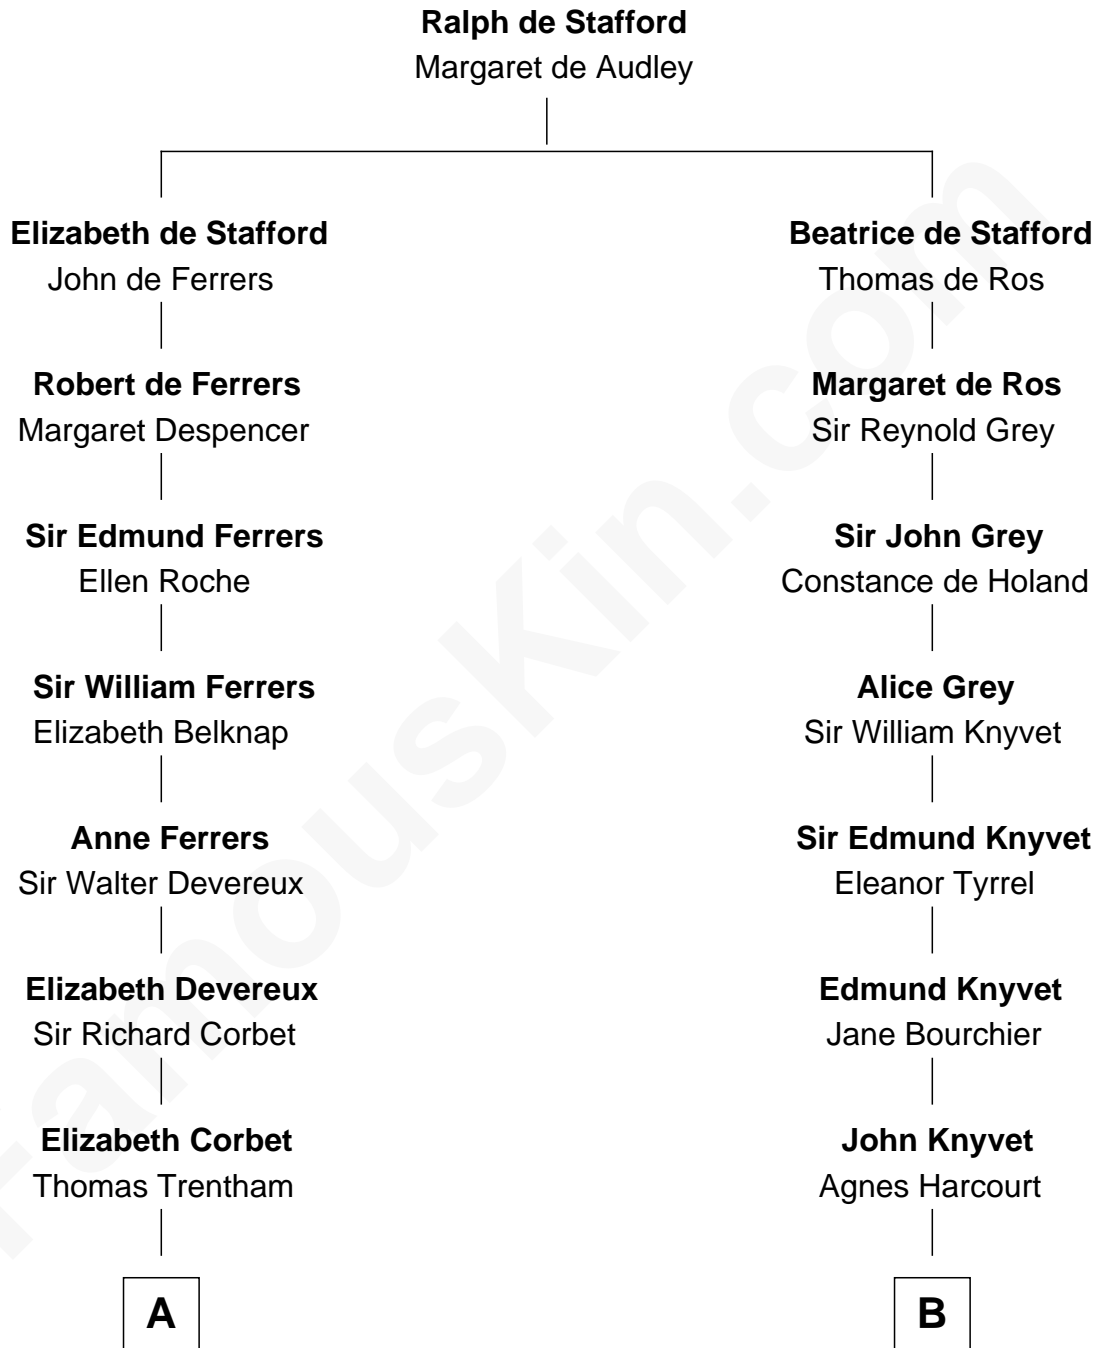 Ralph de Stafford
Margaret de Audley
Elizabeth de Stafford
John de Ferrers
Beatrice de Stafford
Thomas de Ros
Robert de Ferrers
Margaret Despencer
Margaret de Ros
Sir Reynold Grey
Sir Edmund Ferrers
Ellen Roche
Sir John Grey
Constance de Holand
Sir William Ferrers
Elizabeth Belknap
Alice Grey
Sir William Knyvet
Anne Ferrers
Sir Walter Devereux
Sir Edmund Knyvet
Eleanor Tyrrel
Elizabeth Devereux
Sir Richard Corbet
Edmund Knyvet
Jane Bourchier
Elizabeth Corbet
Thomas Trentham
John Knyvet
Agnes Harcourt
A
B
FamousKin.com